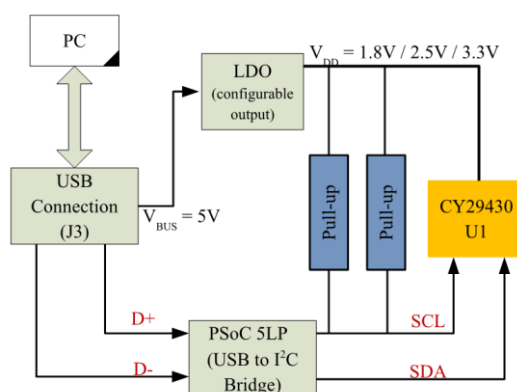 PC
V_DD = 1.8V / 2.5V / 3.3V
LDO
(configurable
output)
USB
Connection
(J3)
V_BUS = 5V
Pull-up
Pull-up
CY29430
U1
D+
PSoC 5LP
(USB to I²C
Bridge)
SCL
D-
SDA